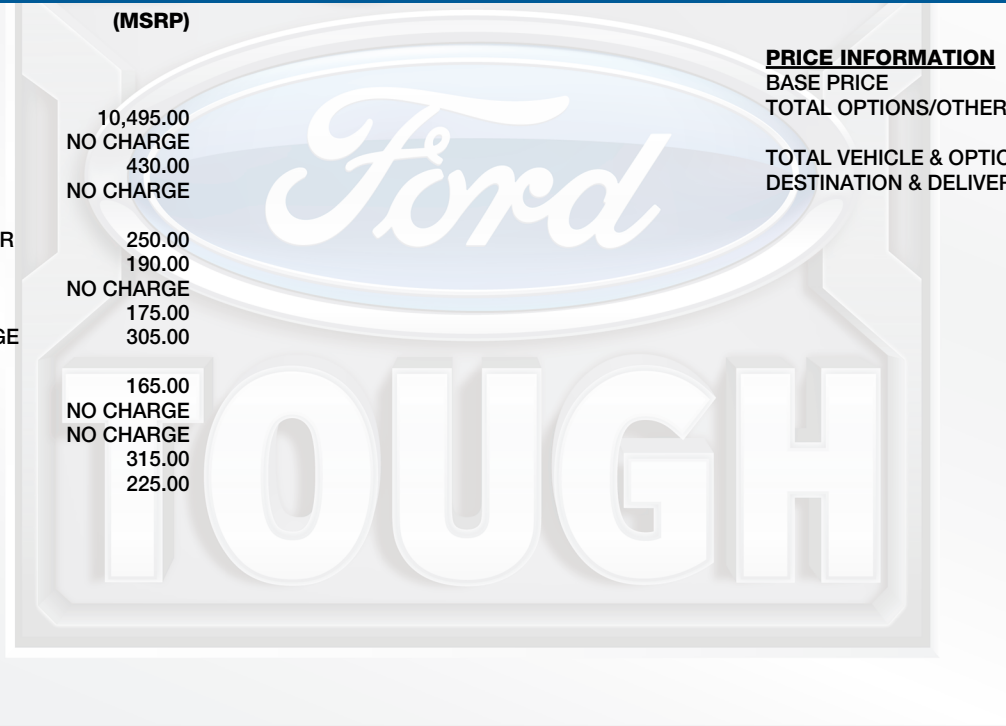 (MSRP)
10,495.00
NO CHARGE
430.00
NO CHARGE
R 250.00
190.00
NO CHARGE
175.00
GE 305.00
165.00
NO CHARGE
NO CHARGE
315.00
225.00
PRICE INFORMATION
BASE PRICE
TOTAL OPTIONS/OTHER
TOTAL VEHICLE & OPTIO
DESTINATION & DELIVER
Ford
TOUGH